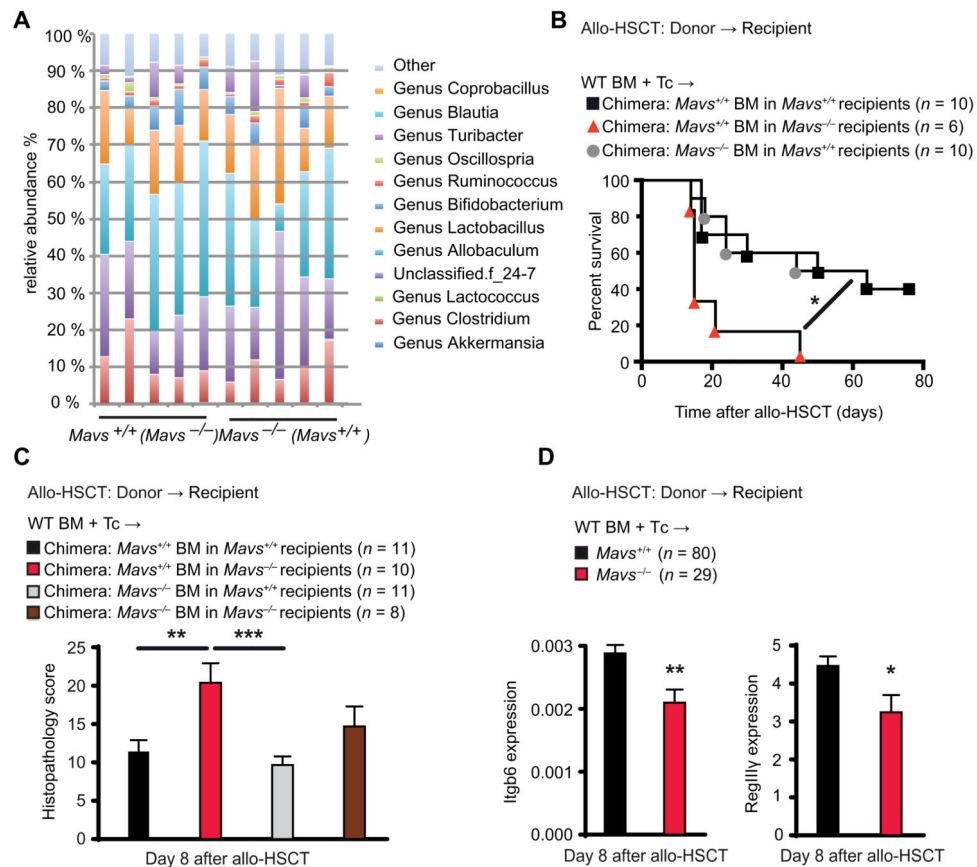 A
100 %
90 %
80 %
70 %
60 %
50 %
40 %
30 %
20 %
10 %
0 %
relative abundance %
Other
Genus Coprobacillus
Genus Blautia
Genus Turibacter
Genus Oscillospria
Genus Ruminococcus
Genus Bifidobacterium
Genus Lactobacillus
Genus Allobaculum
Unclassified.f_24-7
Genus Lactococcus
Genus Clostridium
Genus Akkermansia
Mavs +/+ (Mavs –/–) Mavs –/– (Mavs +/+)
B
Allo-HSCT: Donor → Recipient
WT BM + Tc →
Chimera: Mavs+/+ BM in Mavs+/+ recipients (n = 10)
Chimera: Mavs+/+ BM in Mavs–/– recipients (n = 6)
Chimera: Mavs–/– BM in Mavs+/+ recipients (n = 10)
100
80
60
40
20
0
Percent survival
*
0 20 40 60 80
Time after allo-HSCT (days)
C
Allo-HSCT: Donor → Recipient
WT BM + Tc →
Chimera: Mavs+/+ BM in Mavs+/+ recipients (n = 11)
Chimera: Mavs+/+ BM in Mavs–/– recipients (n = 10)
Chimera: Mavs–/– BM in Mavs+/+ recipients (n = 11)
Chimera: Mavs–/– BM in Mavs–/– recipients (n = 8)
25
20
15
10
5
0
Histopathology score
** ***
Day 8 after allo-HSCT
D
Allo-HSCT: Donor → Recipient
WT BM + Tc →
Mavs+/+ (n = 80)
Mavs–/– (n = 29)
0.003
0.002
0.001
0.000
Itgb6 expression
**
Day 8 after allo-HSCT
5
4
3
2
1
0
RegIIIγ expression
*
Day 8 after allo-HSCT